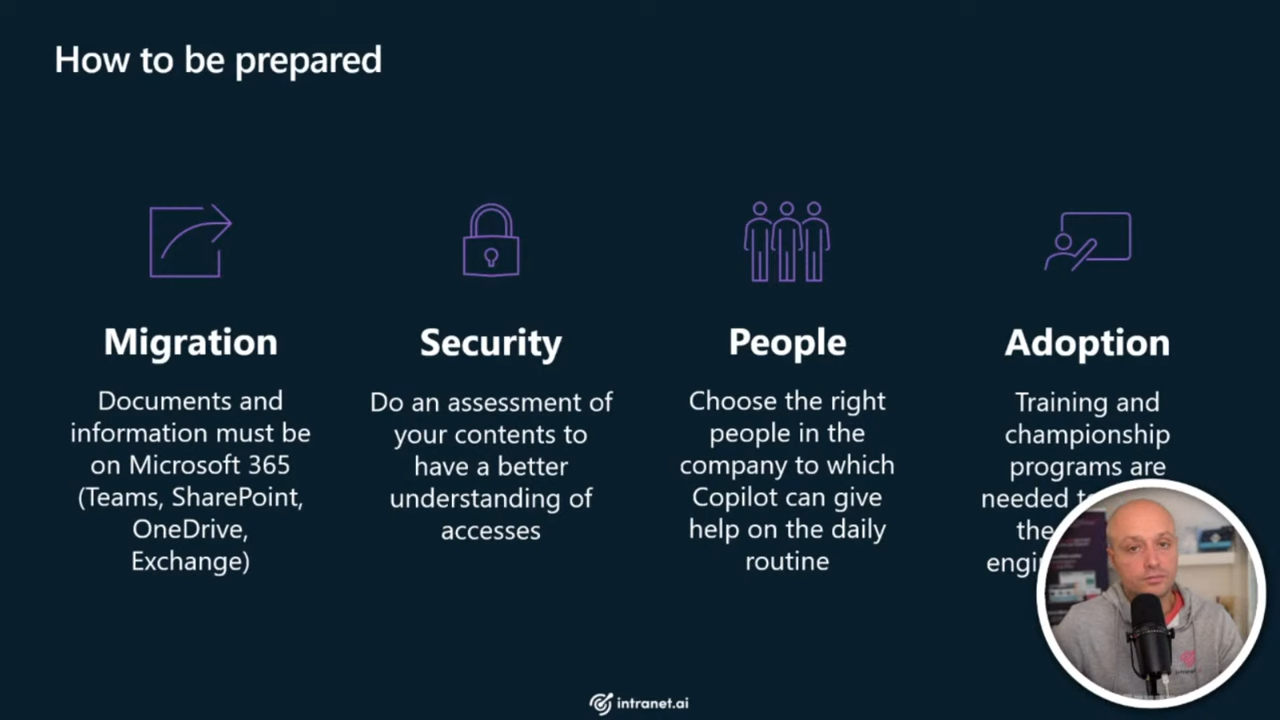 How to be prepared
Migration
Documents and
information must be
on Microsoft 365
(Teams, SharePoint,
OneDrive,
Exchange)
Security
Do an assessment of
your contents to
have a better
understanding of
accesses
People
Choose the right
people in the
company to which
Copilot can give
help on the daily
routine
Adoption
Training and
championship
programs are
needed
intranet.ai